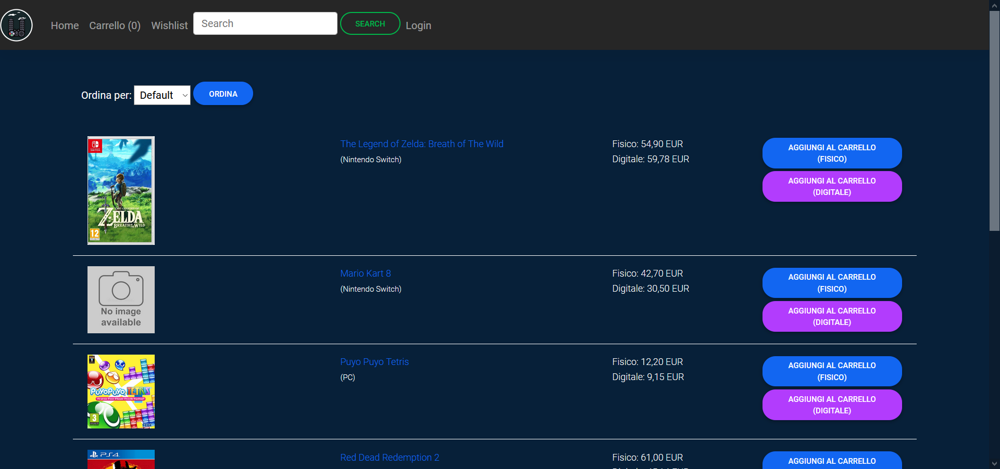 Home Carrello (0) Wishlist Search SEARCH Login
Ordina per: Default ORDINA
The Legend of Zelda: Breath of The Wild
(Nintendo Switch)
Fisico: 54,90 EUR
Digitale: 59,78 EUR
AGGIUNGI AL CARRELLO
(FISICO)
AGGIUNGI AL CARRELLO
(DIGITALE)
THE LEGEND OF
ZELDA
BREATH OF THE WILD
12
Mario Kart 8
(Nintendo Switch)
Fisico: 42,70 EUR
Digitale: 30,50 EUR
AGGIUNGI AL CARRELLO
(FISICO)
AGGIUNGI AL CARRELLO
(DIGITALE)
No image
available
Puyo Puyo Tetris
(PC)
Fisico: 12,20 EUR
Digitale: 9,15 EUR
AGGIUNGI AL CARRELLO
(FISICO)
AGGIUNGI AL CARRELLO
(DIGITALE)
PuyoPuyo TETRIS
3
SEGA
PS4
Red Dead Redemption 2
Fisico: 61,00 EUR
AGGIUNGI AL CARRELLO